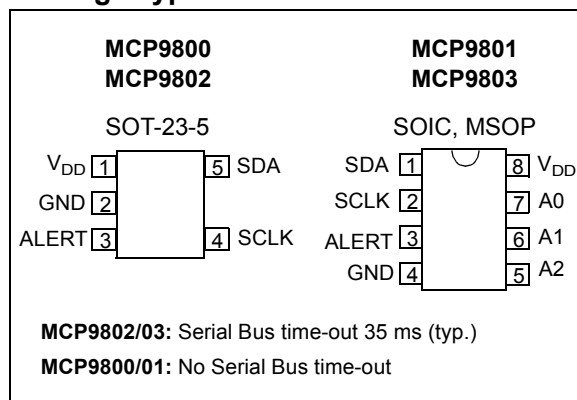 MCP9800
MCP9802
SOT-23-5
VDD 1
5 SDA
GND 2
ALERT 3
4 SCLK
MCP9801
MCP9803
SOIC, MSOP
SDA 1
8 VDD
SCLK 2
7 A0
ALERT 3
6 A1
GND 4
5 A2
MCP9802/03: Serial Bus time-out 35 ms (typ.)
MCP9800/01: No Serial Bus time-out